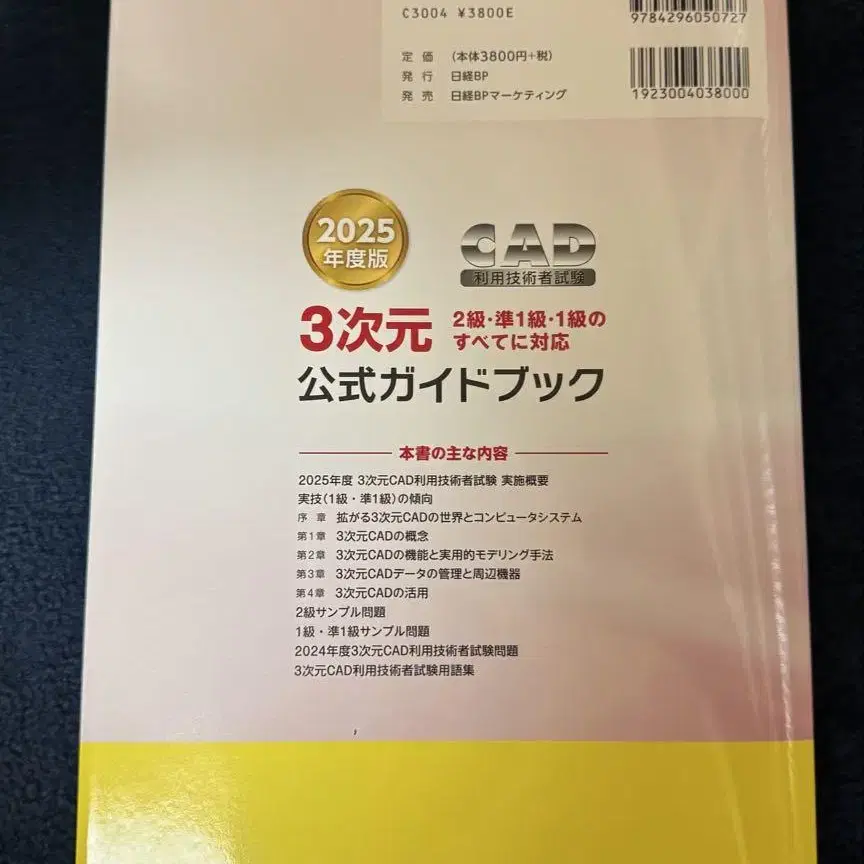 C3004 ¥3800E
9784296050727
定 価 (本体3800円+税)
発 行 日経BP
発 売 日経BPマーケティング
1923004038000
2025
年度版
CAD
利用技術者試験
3次元
2級・準1級・1級の
すべてに対応
公式ガイドブック
本書の主な内容
2025年度 3次元CAD利用技術者試験 実施概要
実技(1級・準1級)の傾向
序 章 拡がる3次元CADの世界とコンピュータシステム
第1章 3次元CADの概念
第2章 3次元CADの機能と実用的モデリング手法
第3章 3次元CADデータの管理と周辺機器
第4章 3次元CADの活用
2級サンプル問題
1級・準1級サンプル問題
2024年度3次元CAD利用技術者試験問題
3次元CAD利用技術者試験用語集